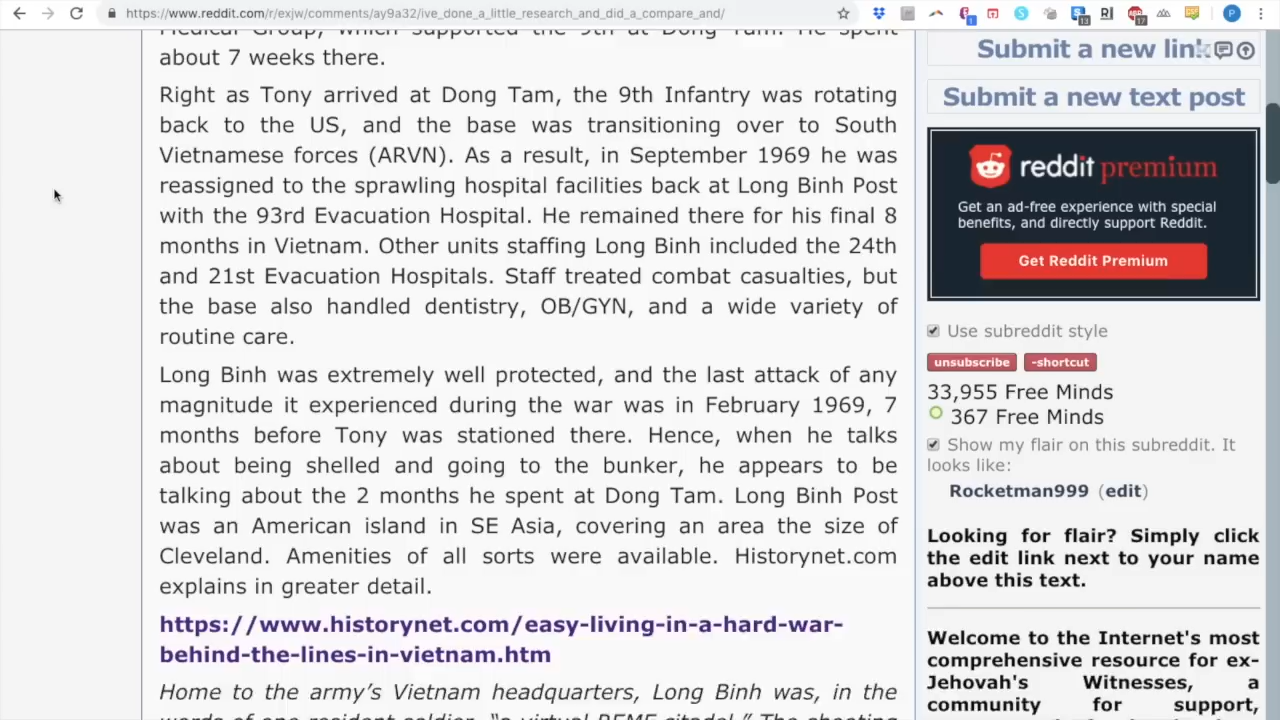 https://www.reddit.com/r/exjw/comments/ay9a32/ive_done_a_little_research_and_did_a_compare_and/
Medical Group, which supported the 9th at Dong Tam. He spent
about 7 weeks there.
Right as Tony arrived at Dong Tam, the 9th Infantry was rotating
back to the US, and the base was transitioning over to South
Vietnamese forces (ARVN). As a result, in September 1969 he was
reassigned to the sprawling hospital facilities back at Long Binh Post
with the 93rd Evacuation Hospital. He remained there for his final 8
months in Vietnam. Other units staffing Long Binh included the 24th
and 21st Evacuation Hospitals. Staff treated combat casualties, but
the base also handled dentistry, OB/GYN, and a wide variety of
routine care.
Long Binh was extremely well protected, and the last attack of any
magnitude it experienced during the war was in February 1969, 7
months before Tony was stationed there. Hence, when he talks
about being shelled and going to the bunker, he appears to be
talking about the 2 months he spent at Dong Tam. Long Binh Post
was an American island in SE Asia, covering an area the size of
Cleveland. Amenities of all sorts were available. Historynet.com
explains in greater detail.
https://www.historynet.com/easy-living-in-a-hard-war-
behind-the-lines-in-vietnam.htm
Home to the army's Vietnam headquarters, Long Binh was, in the
words of one resident soldier, "a virtual REMF citadel." The shooting
Submit a new link
Submit a new text post
reddit premium
Get an ad-free experience with special
benefits, and directly support Reddit.
Get Reddit Premium
Use subreddit style
unsubscribe -shortcut
33,955 Free Minds
367 Free Minds
Show my flair on this subreddit. It
looks like:
Rocketman999 (edit)
Looking for flair? Simply click
the edit link next to your name
above this text.
Welcome to the Internet's most
comprehensive resource for ex-
Jehovah's Witnesses, a
community for support,